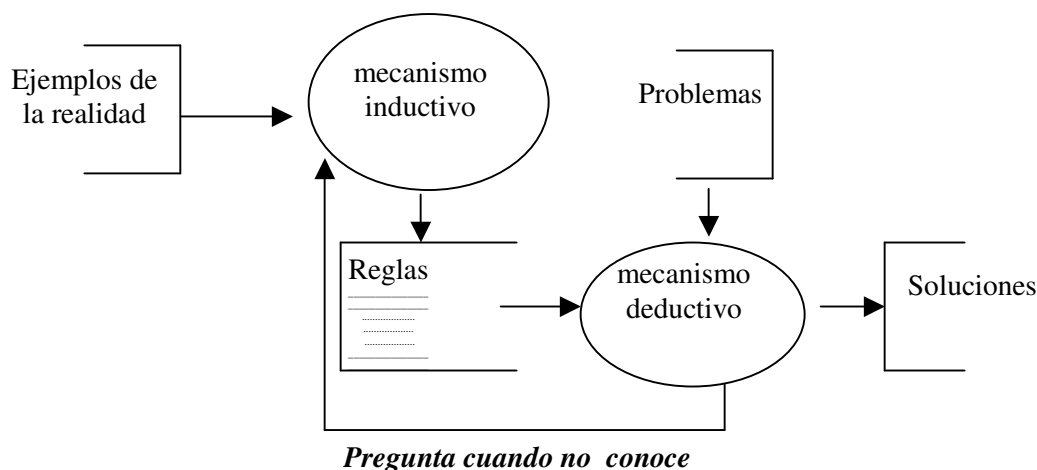 Ejemplos de
la realidad
mecanismo
inductivo
Problemas
Reglas
mecanismo
deductivo
Soluciones
Pregunta cuando no conoce